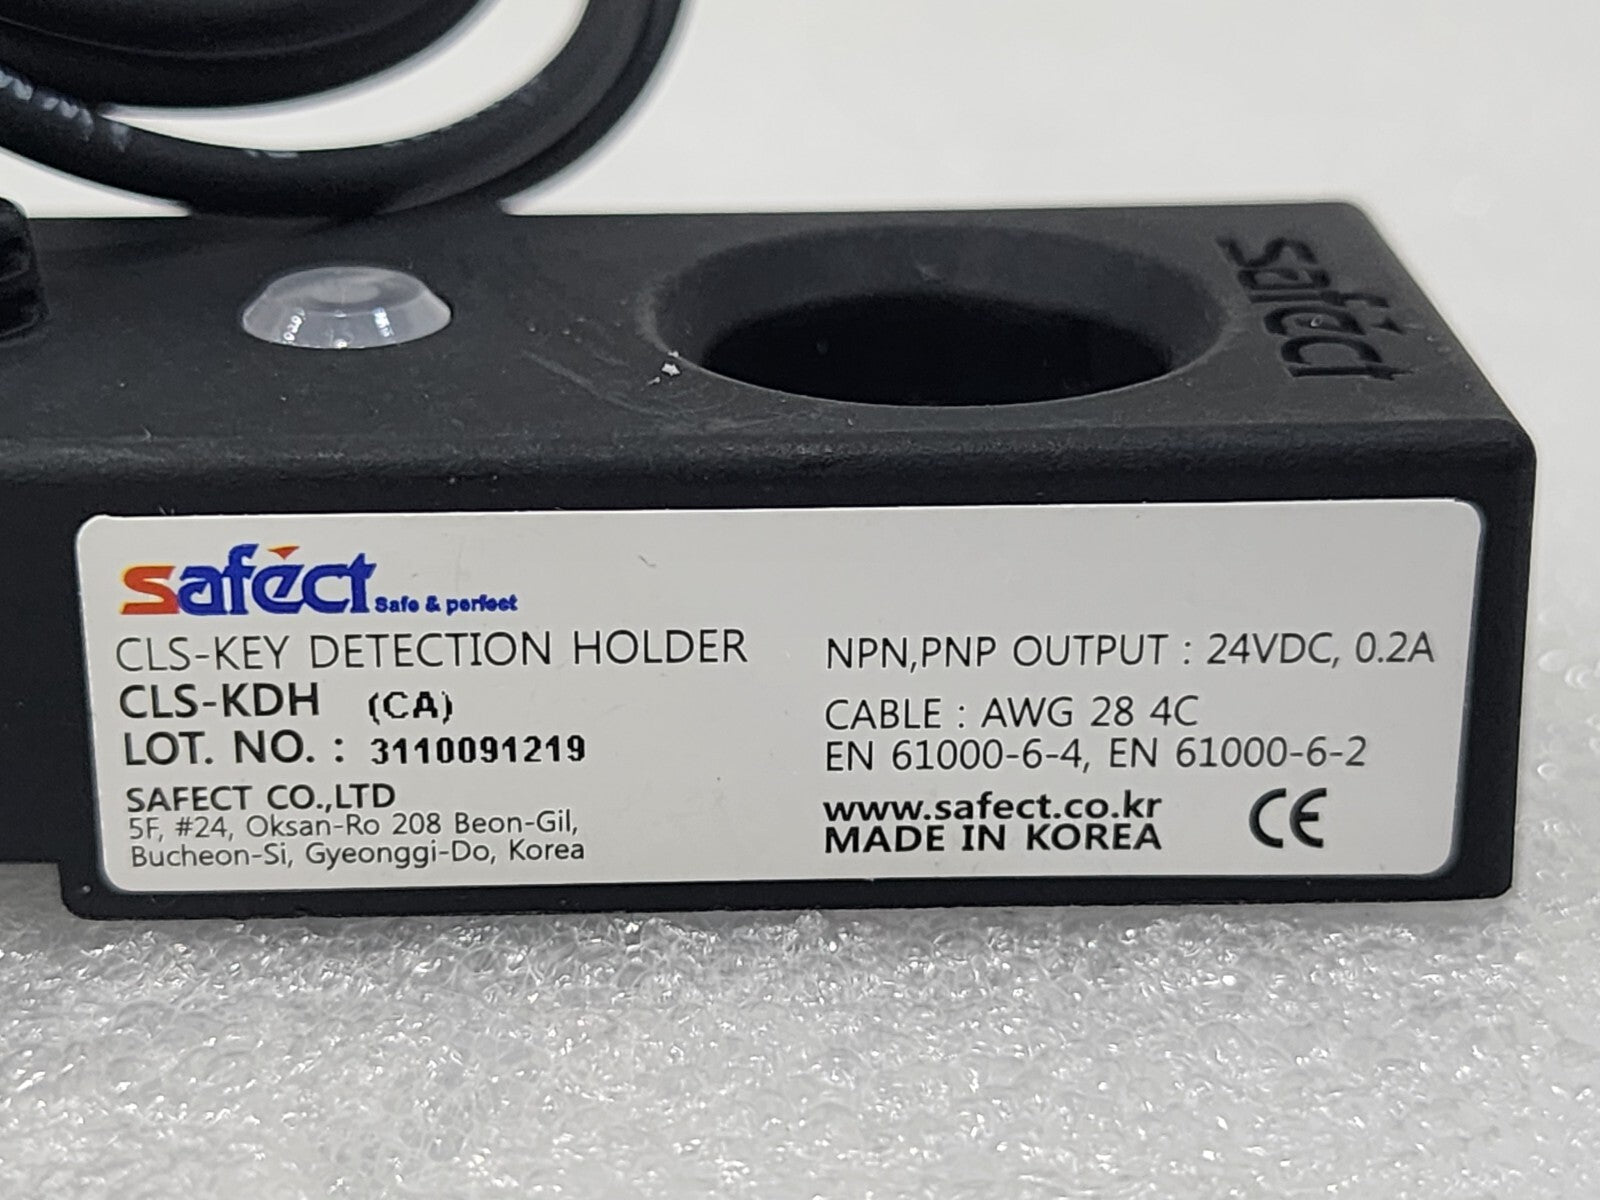 safect
safect Safe & perfect
CLS-KEY DETECTION HOLDER
CLS-KDH (CA)
LOT. NO. : 3110091219
SAFECT CO.,LTD
5F, #24, Oksan-Ro 208 Beon-Gil,
Bucheon-Si, Gyeonggi-Do, Korea
NPN,PNP OUTPUT : 24VDC, 0.2A
CABLE : AWG 28 4C
EN 61000-6-4, EN 61000-6-2
www.safect.co.kr
MADE IN KOREA
CE